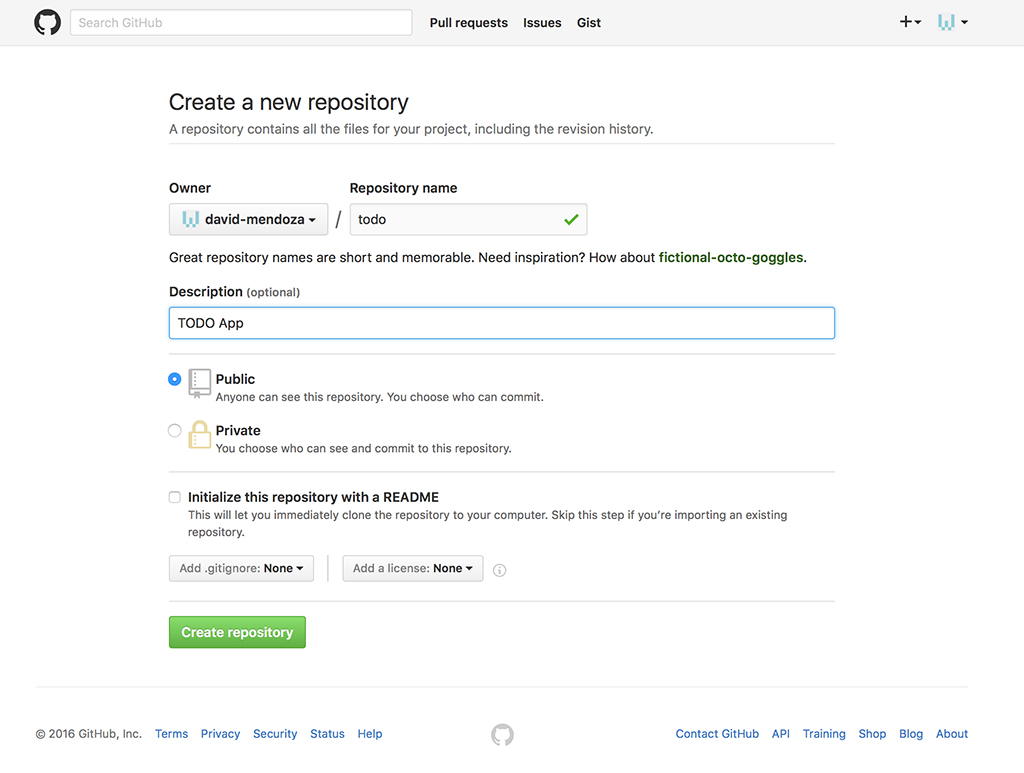 Search GitHub Pull requests Issues Gist
Create a new repository
A repository contains all the files for your project, including the revision history.
Owner Repository name
david-mendoza / todo
Great repository names are short and memorable. Need inspiration? How about fictional-octo-goggles.
Description (optional)
TODO App
Public
Anyone can see this repository. You choose who can commit.
Private
You choose who can see and commit to this repository.
Initialize this repository with a README
This will let you immediately clone the repository to your computer. Skip this step if you’re importing an existing
repository.
Add .gitignore: None Add a license: None
Create repository
© 2016 GitHub, Inc. Terms Privacy Security Status Help Contact GitHub API Training Shop Blog About